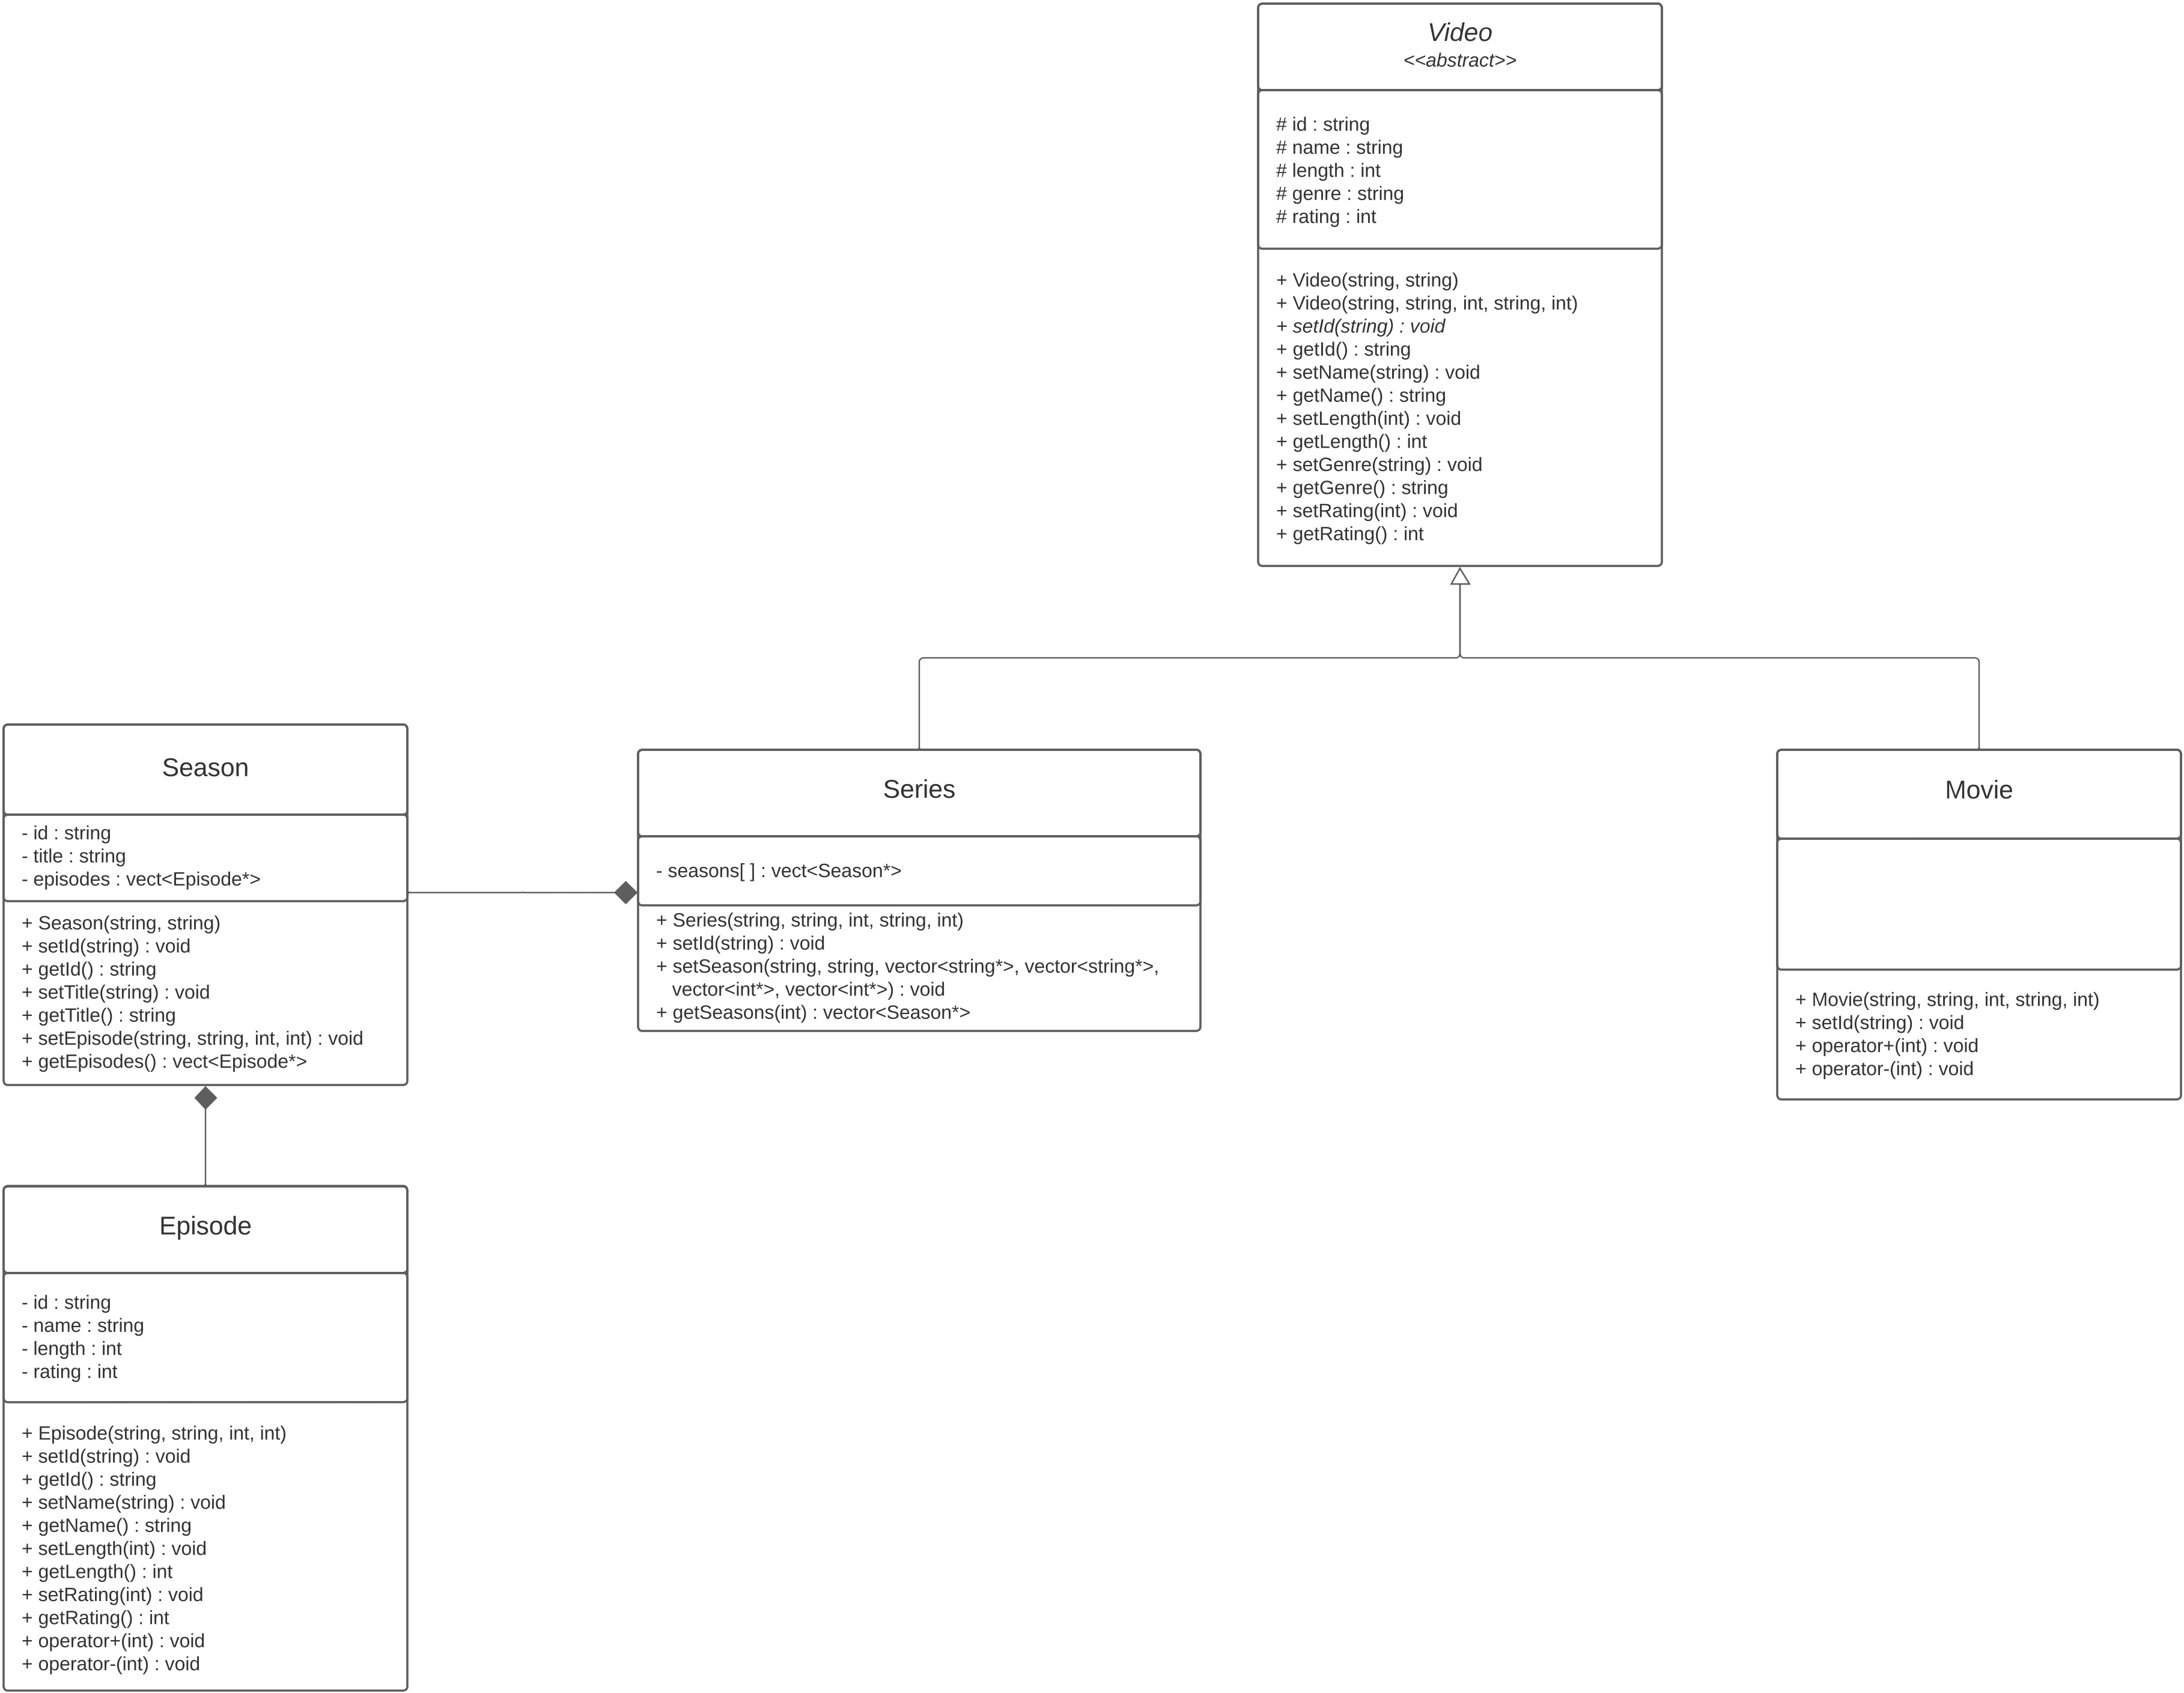 Video
<<abstract>>
# id : string
# name : string
# length : int
# genre : string
# rating : int
+ Video(string, string)
+ Video(string, string, int, string, int)
+ setId(string) : void
+ getId() : string
+ setName(string) : void
+ getName() : string
+ setLength(int) : void
+ getLength() : int
+ setGenre(string) : void
+ getGenre() : string
+ setRating(int) : void
+ getRating() : int
Season
- id : string
- title : string
- episodes : vect<Episode*>
+ Season(string, string)
+ setId(string) : void
+ getId() : string
+ setTitle(string) : void
+ getTitle() : string
+ setEpisode(string, string, int, int) : void
+ getEpisodes() : vect<Episode*>
Series
- seasons[ ] : vect<Season*>
+ Series(string, string, int, string, int)
+ setId(string) : void
+ setSeason(string, string, vector<string*>, vector<string*>,
vector<int*>, vector<int*>) : void
+ getSeasons(int) : vector<Season*>
Movie
+ Movie(string, string, int, string, int)
+ setId(string) : void
+ operator+(int) : void
+ operator-(int) : void
Episode
- id : string
- name : string
- length : int
- rating : int
+ Episode(string, string, int, int)
+ setId(string) : void
+ getId() : string
+ setName(string) : void
+ getName() : string
+ setLength(int) : void
+ getLength() : int
+ setRating(int) : void
+ getRating() : int
+ operator+(int) : void
+ operator-(int) : void